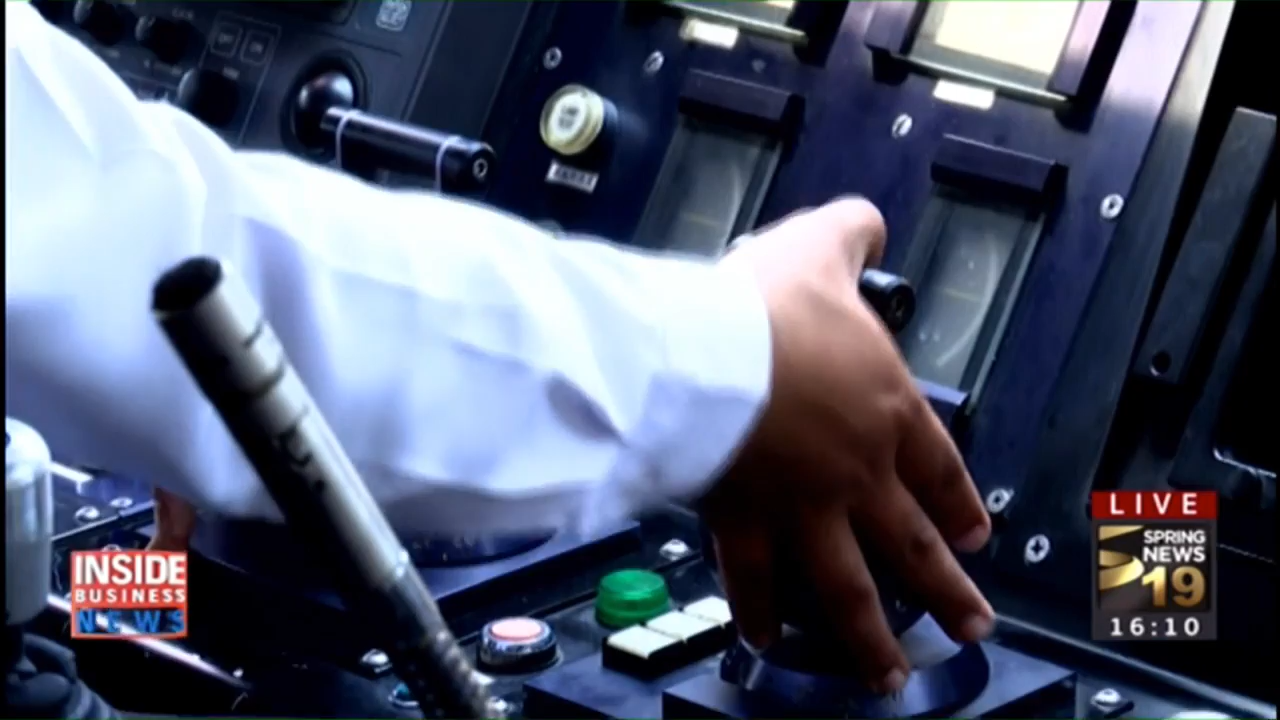 INSIDE
BUSINESS
NEWS
LIVE
SPRING
NEWS
19
16:10